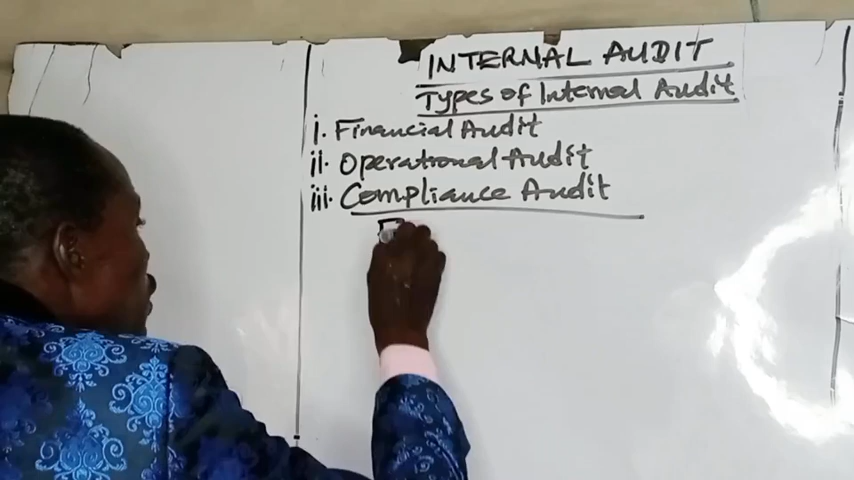 INTERNAL AUDIT
Types of Internal Audit
i. Financial Audit
ii. Operational Audit
iii. Compliance Audit